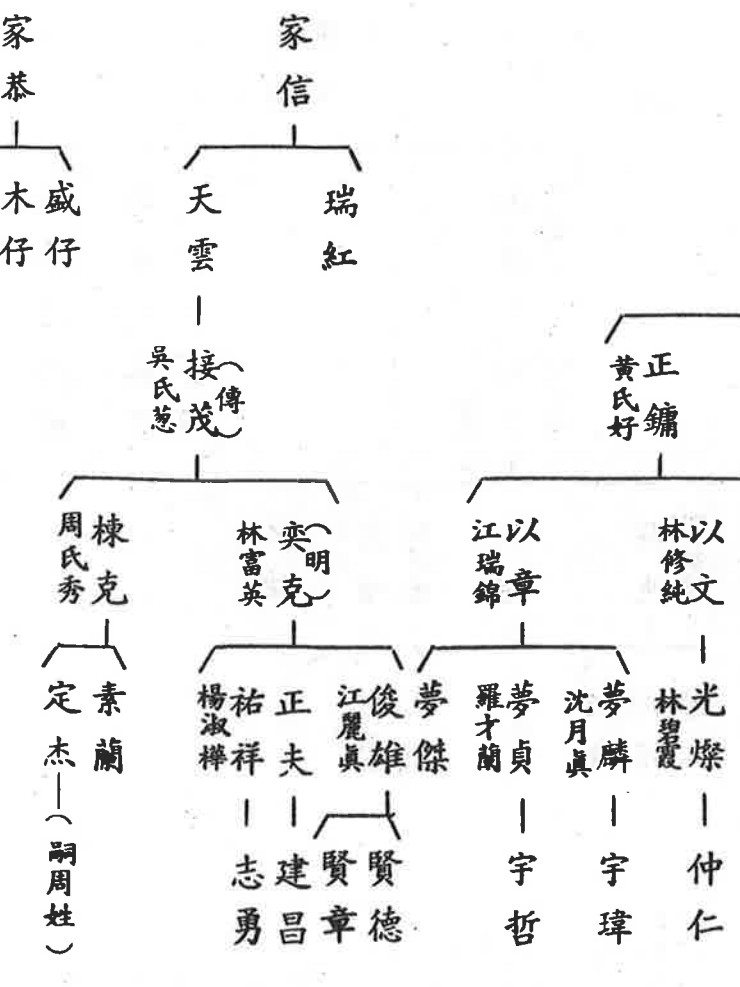 家信
家恭
瑞紅
天雲
盛仔
木仔
正鏞
黃氏好
接茂（傳）
吳氏葱
以文
林修純
以章
江瑞錦
奕克（明）
林富英
棟克
周氏秀
光燦
林碧霞
夢麟
沈月眞
夢貞
羅才蘭
夢傑
俊雄
江麗眞
正夫
祐祥
楊淑樺
素蘭
定杰（嗣周姓）
仲仁
宇瑋
宇哲
賢德
賢章
建昌
志勇